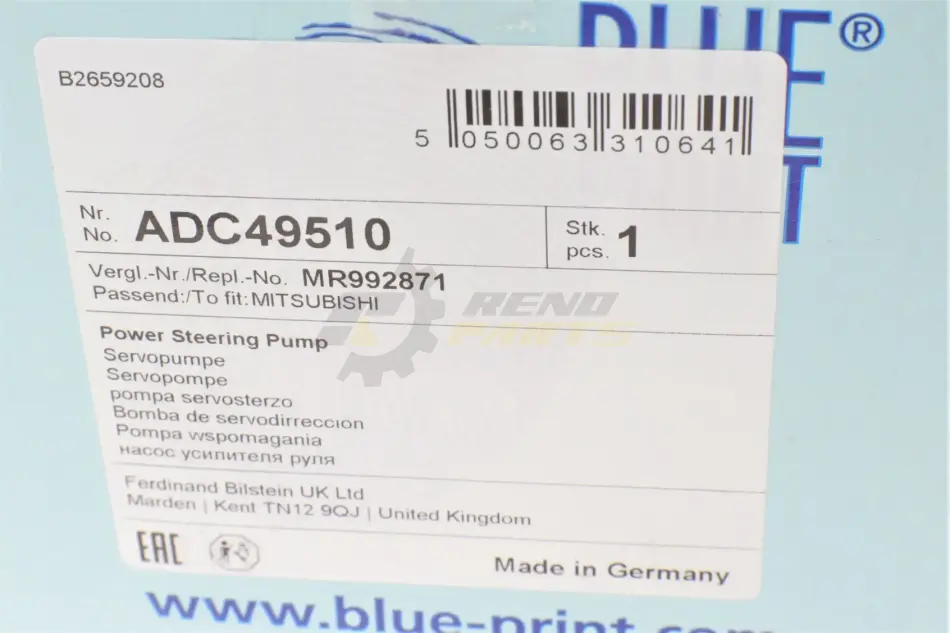 BLUE®
PRINT
B2659208
5 050063 310641
Nr.
No. ADC49510
Stk.
pcs. 1
Vergl.-Nr./Repl.-No. MR992871
Passend:/To fit:MITSUBISHI
RENO
PARTS
Power Steering Pump
Servopumpe
Servopompe
pompa servosterzo
Bomba de servodirreccion
Pompa wspomagania
насос усилителя руля
Ferdinand Bilstein UK Ltd
Marden | Kent TN12 9QJ | United Kingdom
EAC
Made in Germany
www.blue-print.com